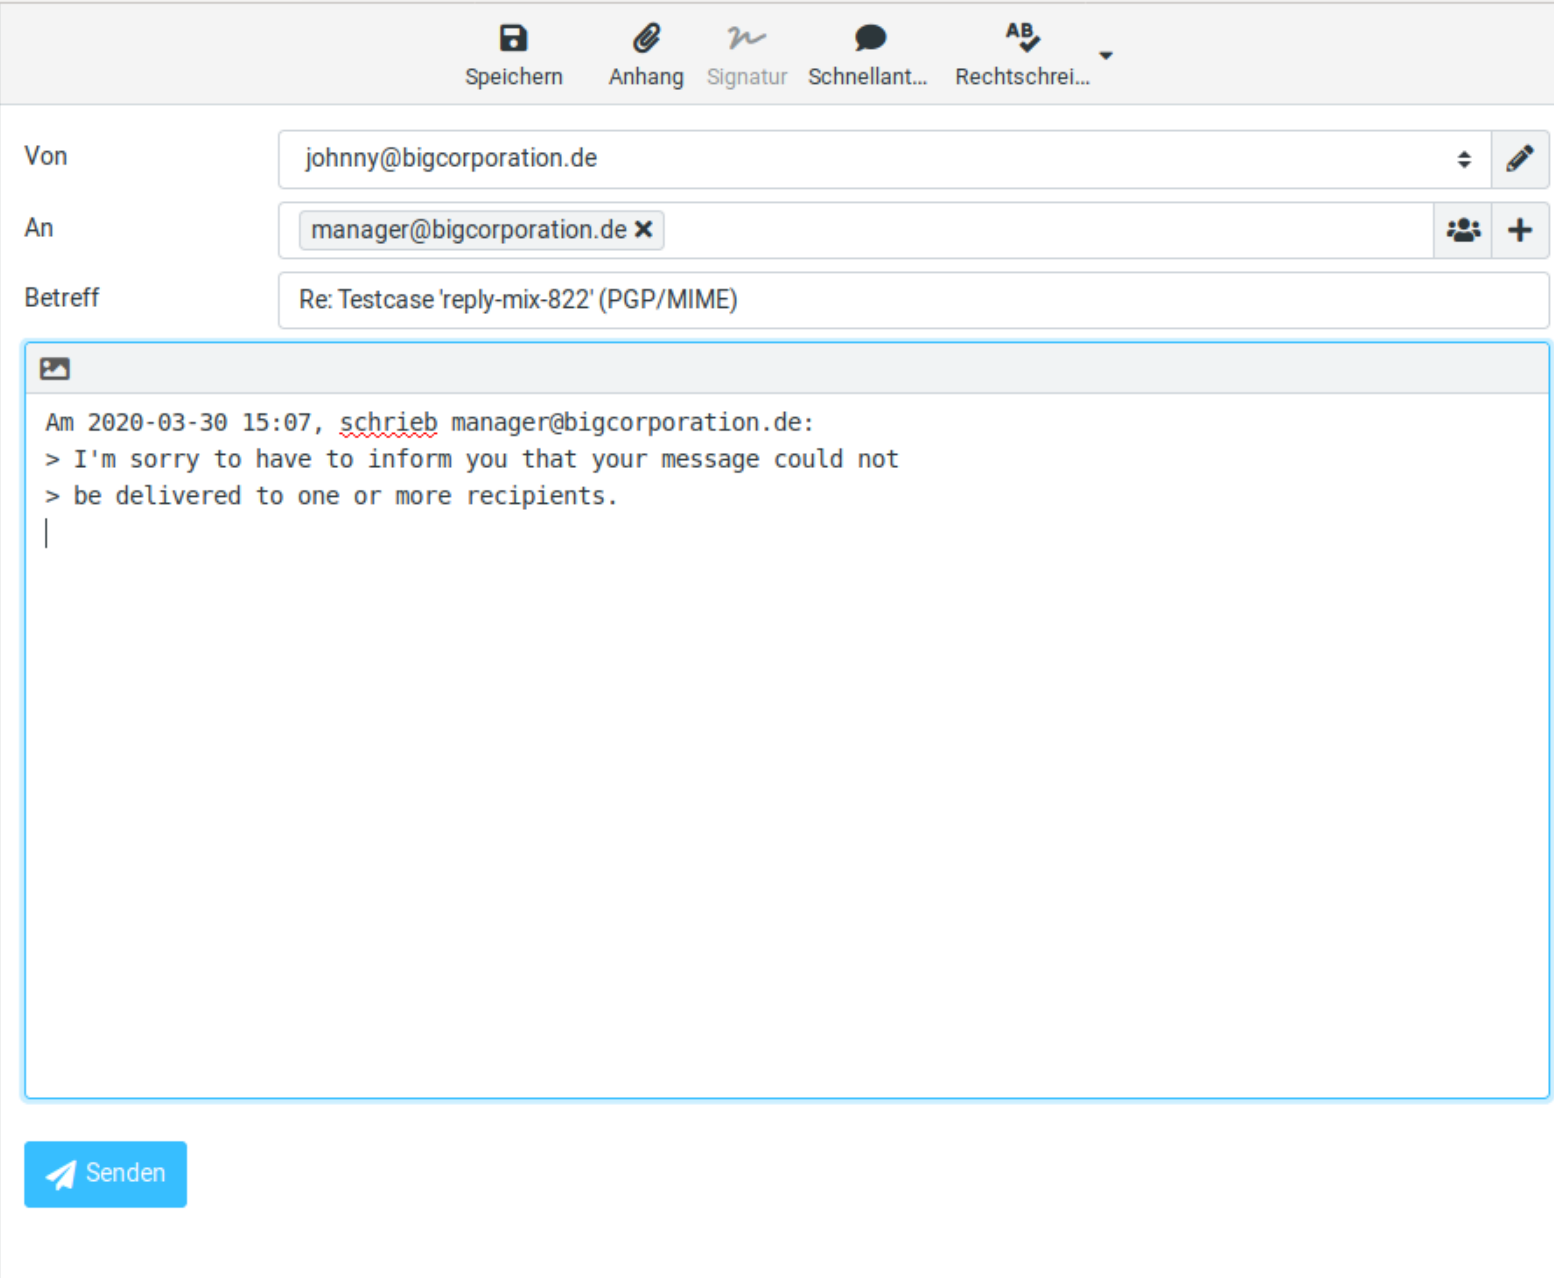 Speichern Anhang Signatur Schnellant... AB Rechtschrei...
Von johnny@bigcorporation.de
An manager@bigcorporation.de
Betreff Re: Testcase 'reply-mix-822' (PGP/MIME)
Am 2020-03-30 15:07, schrieb manager@bigcorporation.de:
> I'm sorry to have to inform you that your message could not
> be delivered to one or more recipients.
Senden